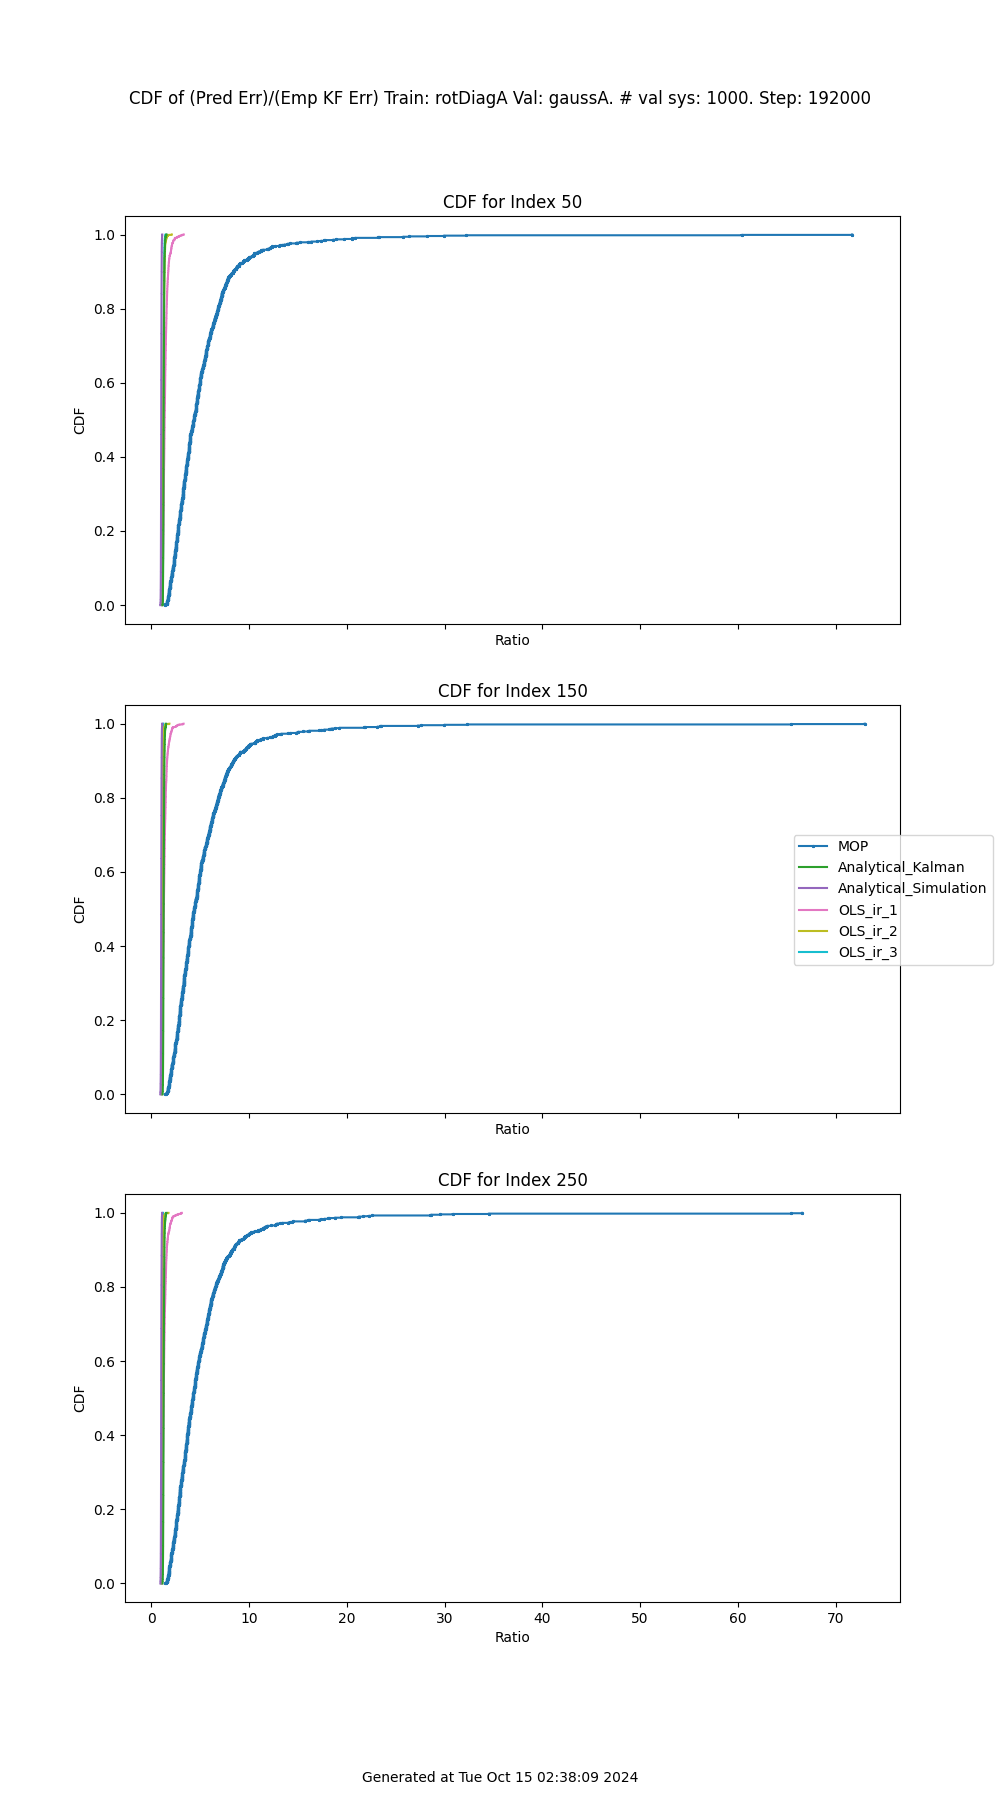 CDF of (Pred Err)/(Emp KF Err) Train: rotDiagA Val: gaussA. # val sys: 1000. Step: 192000
CDF for Index 50
1.0
0.8
0.6
0.4
0.2
0.0
CDF
Ratio
CDF for Index 150
1.0
0.8
0.6
0.4
0.2
0.0
CDF
Ratio
MOP
Analytical_Kalman
Analytical_Simulation
OLS_ir_1
OLS_ir_2
OLS_ir_3
CDF for Index 250
1.0
0.8
0.6
0.4
0.2
0.0
CDF
0 10 20 30 40 50 60 70
Ratio
Generated at Tue Oct 15 02:38:09 2024